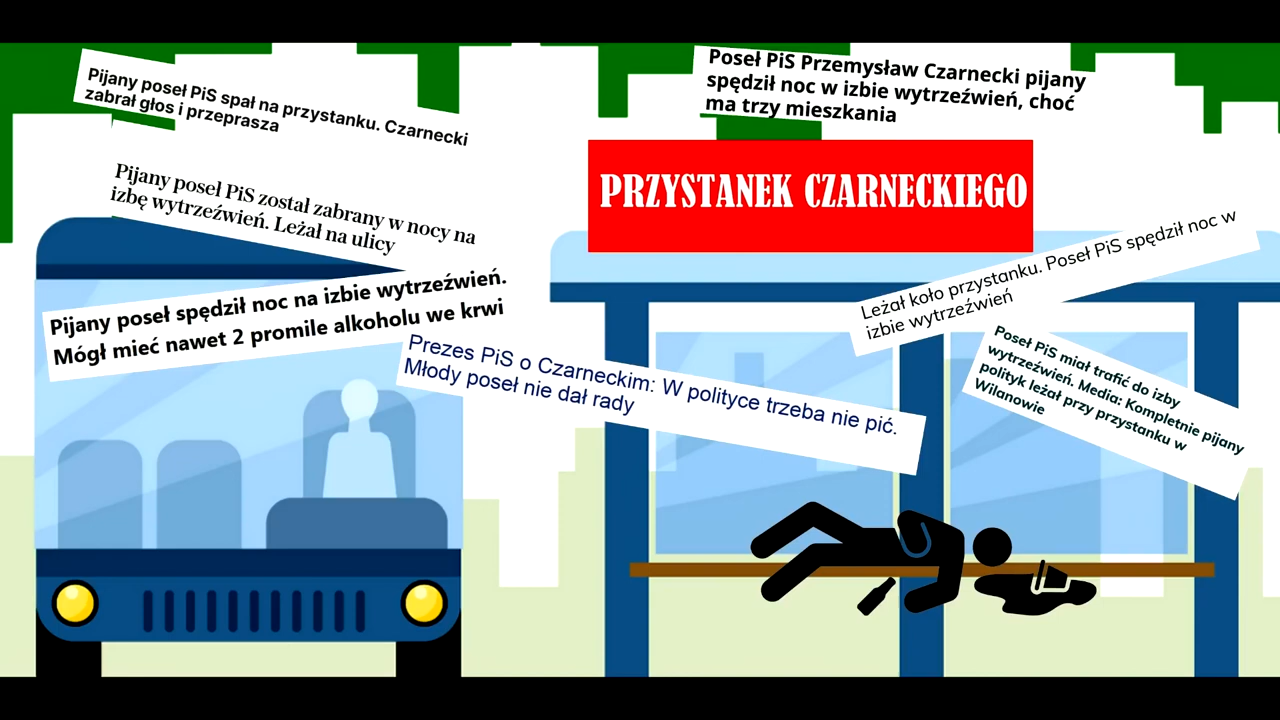 Pijany poseł PiS spał na przystanku. Czarnecki
zabrał głos i przeprasza
Poseł PiS Przemysław Czarnecki pijany
spędził noc w izbie wytrzeźwień, choć
ma trzy mieszkania
Pijany poseł PiS został zabrany w nocy na
izbę wytrzeźwień. Leżał na ulicy
PRZYSTANEK CZARNECKIEGO
Pijany poseł spędził noc na izbie wytrzeźwień.
Mógł mieć nawet 2 promile alkoholu we krwi
Leżał koło przystanku. Poseł PiS spędził noc w
izbie wytrzeźwień
Prezes PiS o Czarneckim: W polityce trzeba nie pić.
Młody poseł nie dał rady
Poseł PiS miał trafić do izby
wytrzeźwień. Media: Kompletnie pijany
polityk leżał przy przystanku w
Wilanowie